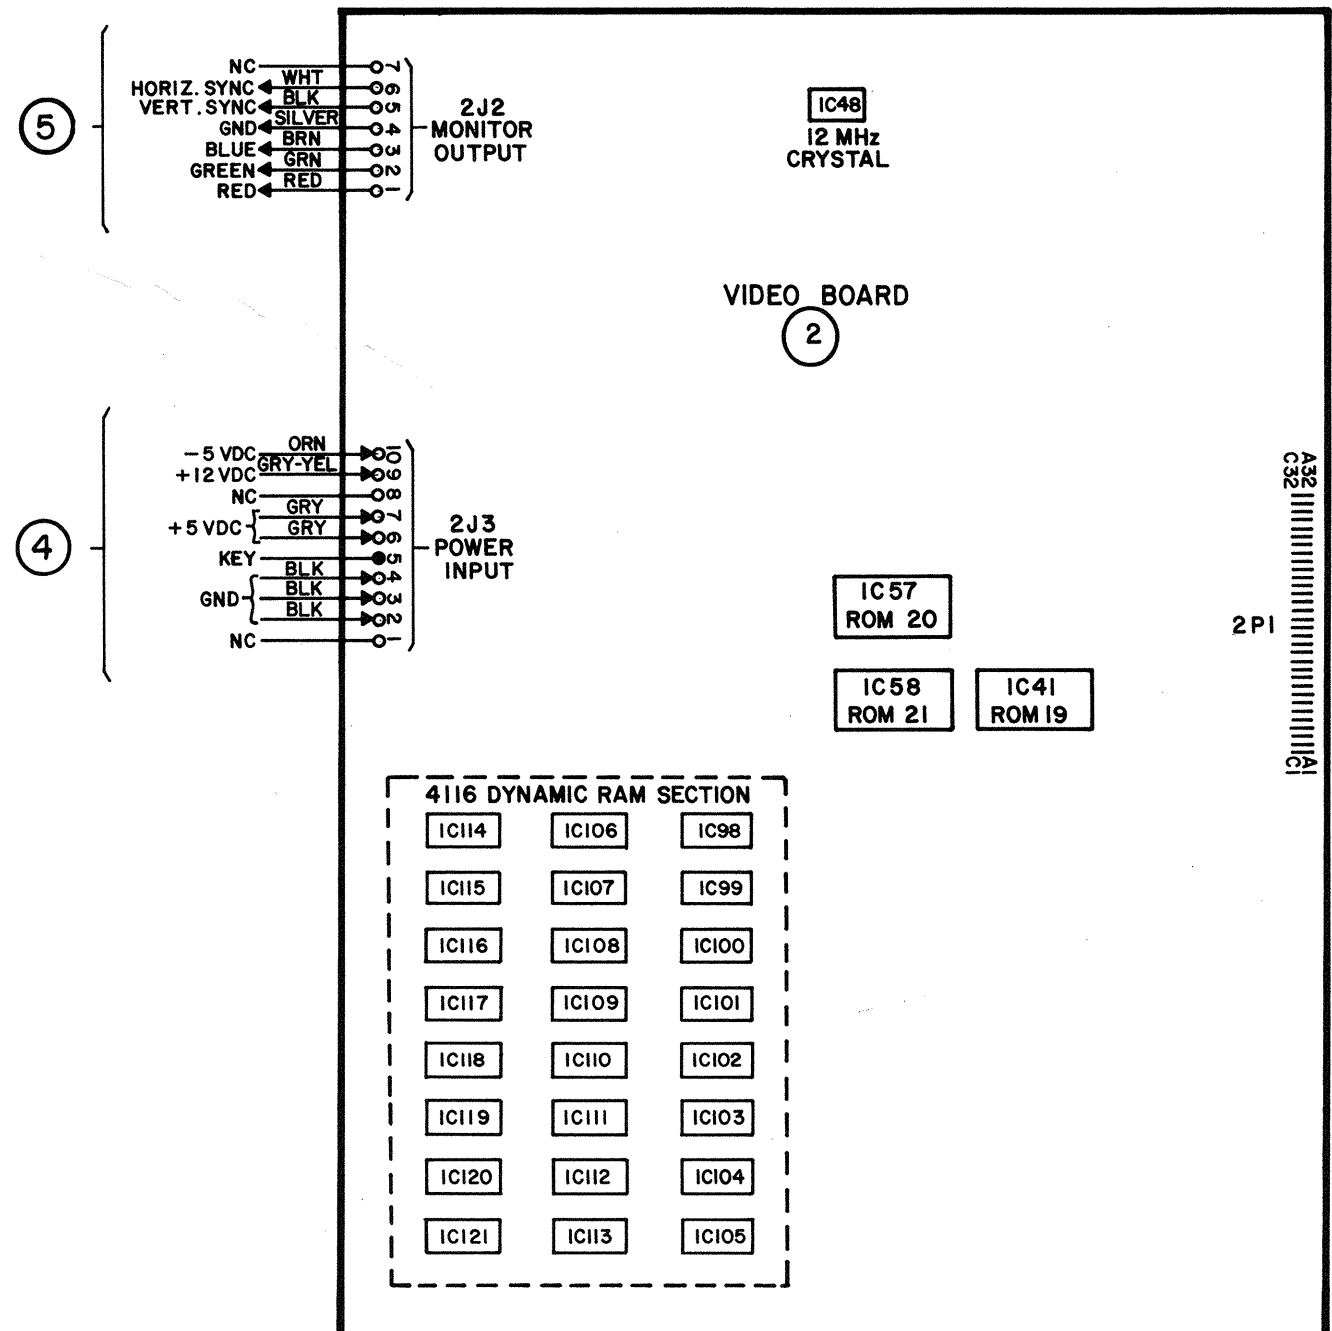 5
NC 7
HORIZ. SYNC WHT 6
VERT. SYNC BLK 5
GND SILVER 4
BLUE BRN 3
GREEN GRN 2
RED RED 1
2J2
MONITOR
OUTPUT
IC48
12 MHz
CRYSTAL
VIDEO BOARD
2
4
-5 VDC ORN 10
+12 VDC GRY-YEL 9
NC 8
+5 VDC GRY 7
GRY 6
KEY 5
GND BLK 4
BLK 3
BLK 2
NC 1
2J3
POWER
INPUT
A32
C32
2P1
A1
C1
IC57
ROM 20
IC58
ROM 21
IC41
ROM 19
4116 DYNAMIC RAM SECTION
IC114 IC106 IC98
IC115 IC107 IC99
IC116 IC108 IC100
IC117 IC109 IC101
IC118 IC110 IC102
IC119 IC111 IC103
IC120 IC112 IC104
IC121 IC113 IC105